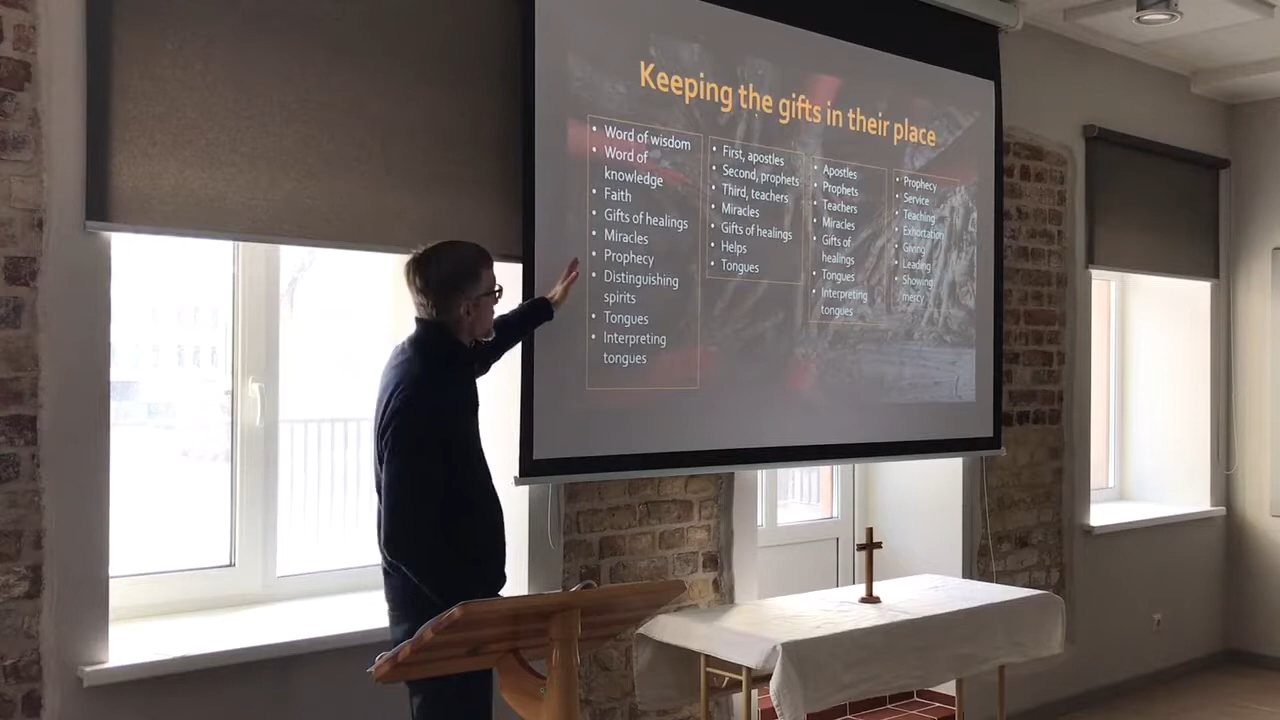 Keeping the gifts in their place
• Word of wisdom
• Word of
knowledge
• Faith
• Gifts of healings
• Miracles
• Prophecy
• Distinguishing
spirits
• Tongues
• Interpreting
tongues
• First, apostles
• Second, prophets
• Third, teachers
• Miracles
• Gifts of healings
• Helps
• Tongues
• Apostles
• Prophets
• Teachers
• Miracles
• Gifts of
healings
• Tongues
• Interpreting
tongues
• Prophecy
• Service
• Teaching
• Exhortation
• Giving
• Leading
• Showing
mercy